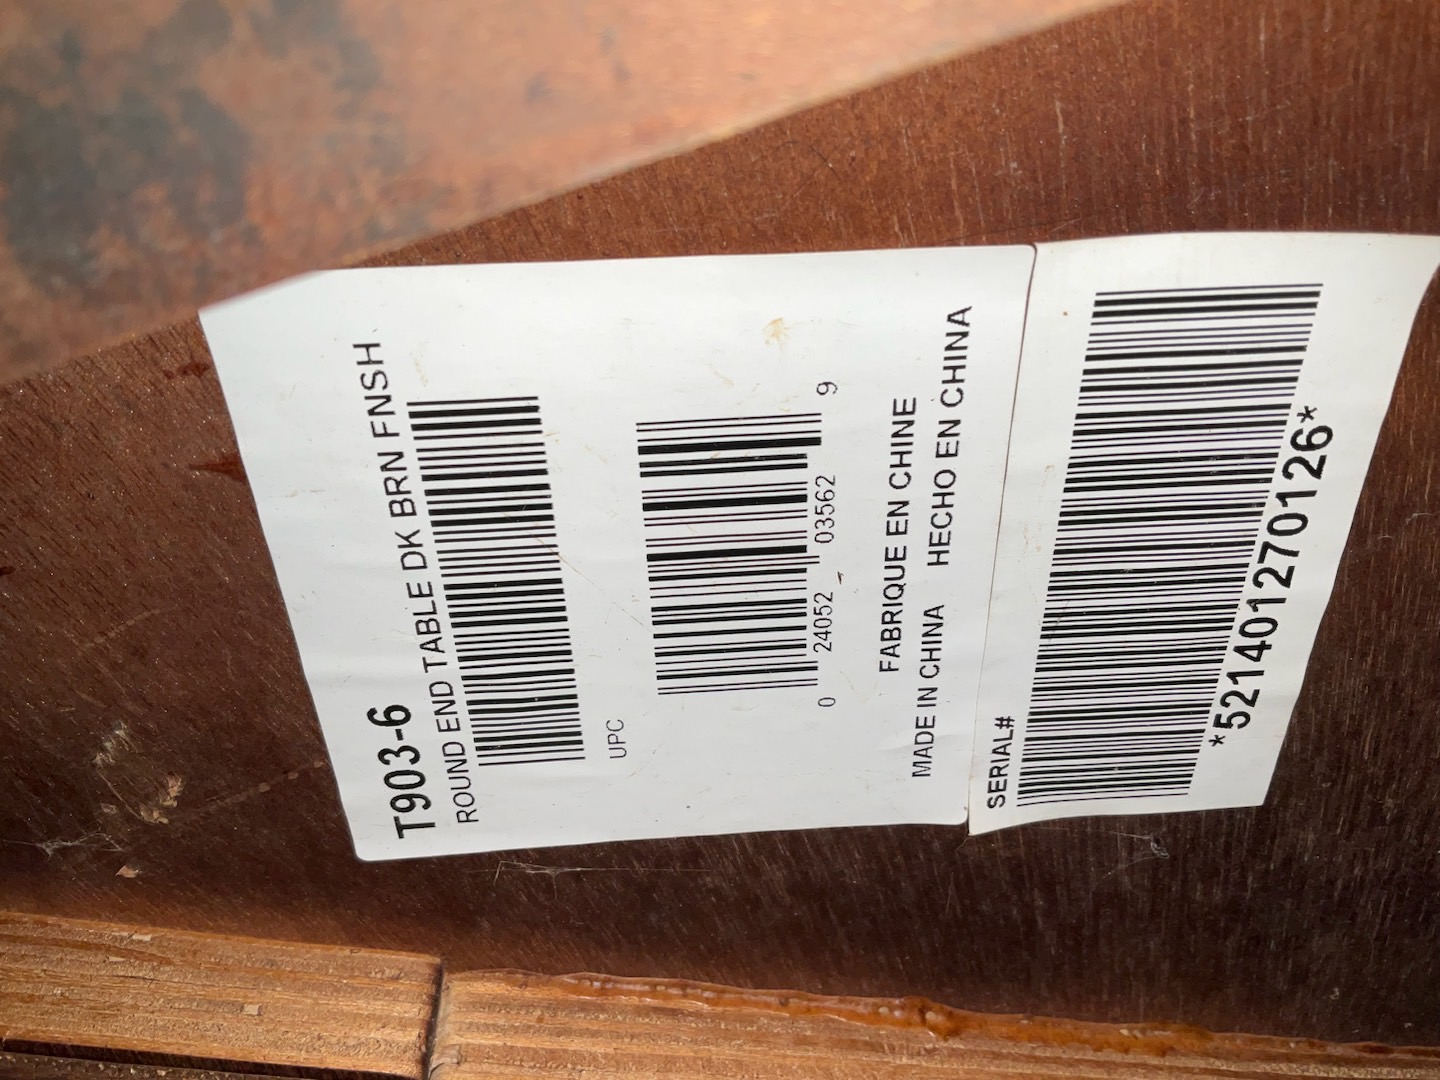 T903-6
ROUND END TABLE DK BRN FNSH
UPC
0 24052 03562 9
FABRIQUE EN CHINE
MADE IN CHINA HECHO EN CHINA
SERIAL#
*521401270126*